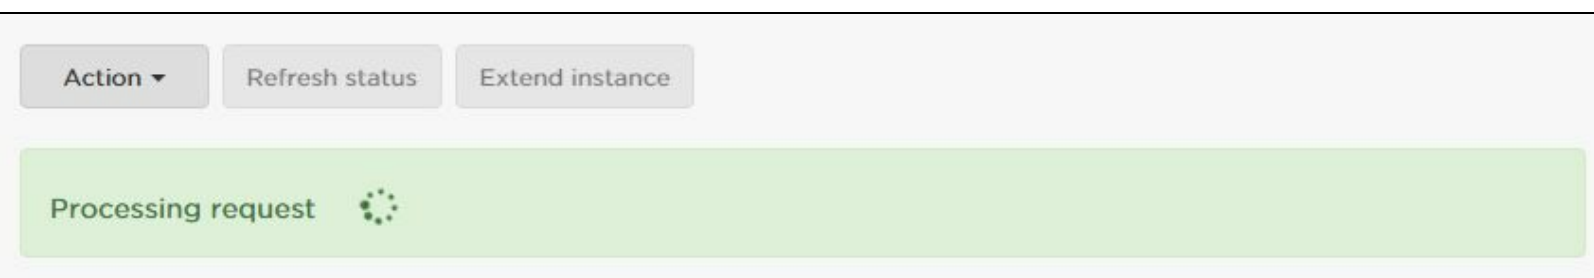 Action Refresh status Extend instance
Processing request